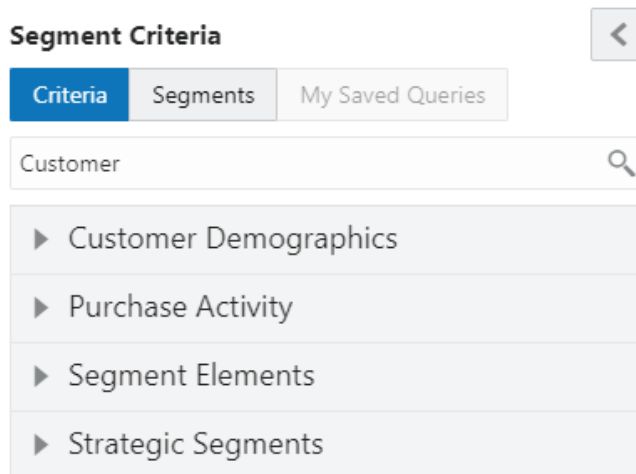 Segment Criteria
Criteria Segments My Saved Queries
Customer
Customer Demographics
Purchase Activity
Segment Elements
Strategic Segments